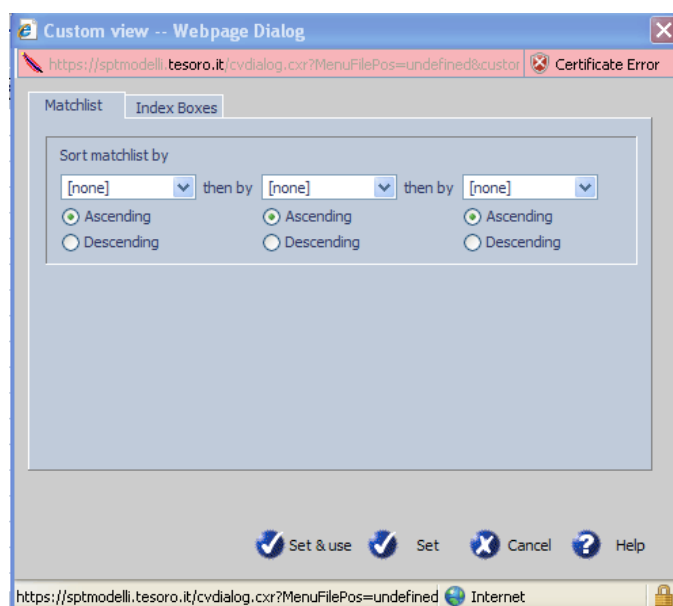 Custom view -- Webpage Dialog
https://sptmodelli.tesoro.it/cvdialog.cxr?MenuFilePos=undefined&custor Certificate Error
Matchlist Index Boxes
Sort matchlist by
[none] then by [none] then by [none]
Ascending Ascending Ascending
Descending Descending Descending
Set & use Set Cancel Help
https://sptmodelli.tesoro.it/cvdialog.cxr?MenuFilePos=undefined Internet